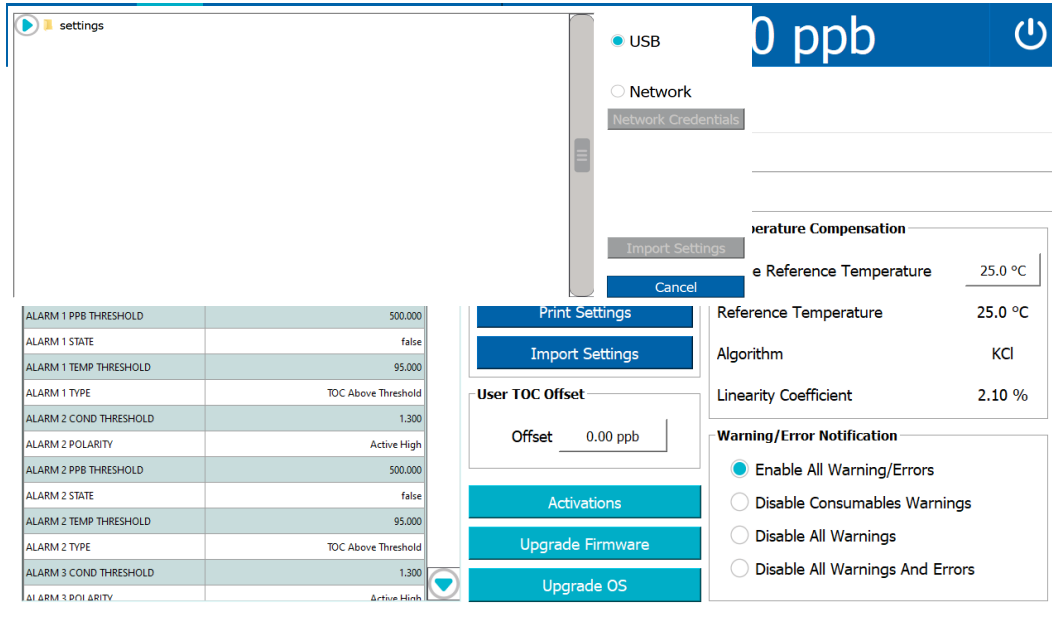 settings
USB
0 ppb
Network
Network Credentials
Import Settings
Cancel
erature Compensation
e Reference Temperature 25.0 °C
Reference Temperature 25.0 °C
Algorithm KCl
Linearity Coefficient 2.10 %
ALARM 1 PPB THRESHOLD 500.000
ALARM 1 STATE false
ALARM 1 TEMP THRESHOLD 95.000
ALARM 1 TYPE TOC Above Threshold
ALARM 2 COND THRESHOLD 1.300
ALARM 2 POLARITY Active High
ALARM 2 PPB THRESHOLD 500.000
ALARM 2 STATE false
ALARM 2 TEMP THRESHOLD 95.000
ALARM 2 TYPE TOC Above Threshold
ALARM 3 COND THRESHOLD 1.300
ALARM 3 POLARITY Active High
Print Settings
Import Settings
User TOC Offset
Offset 0.00 ppb
Activations
Upgrade Firmware
Upgrade OS
Warning/Error Notification
Enable All Warning/Errors
Disable Consumables Warnings
Disable All Warnings
Disable All Warnings And Errors